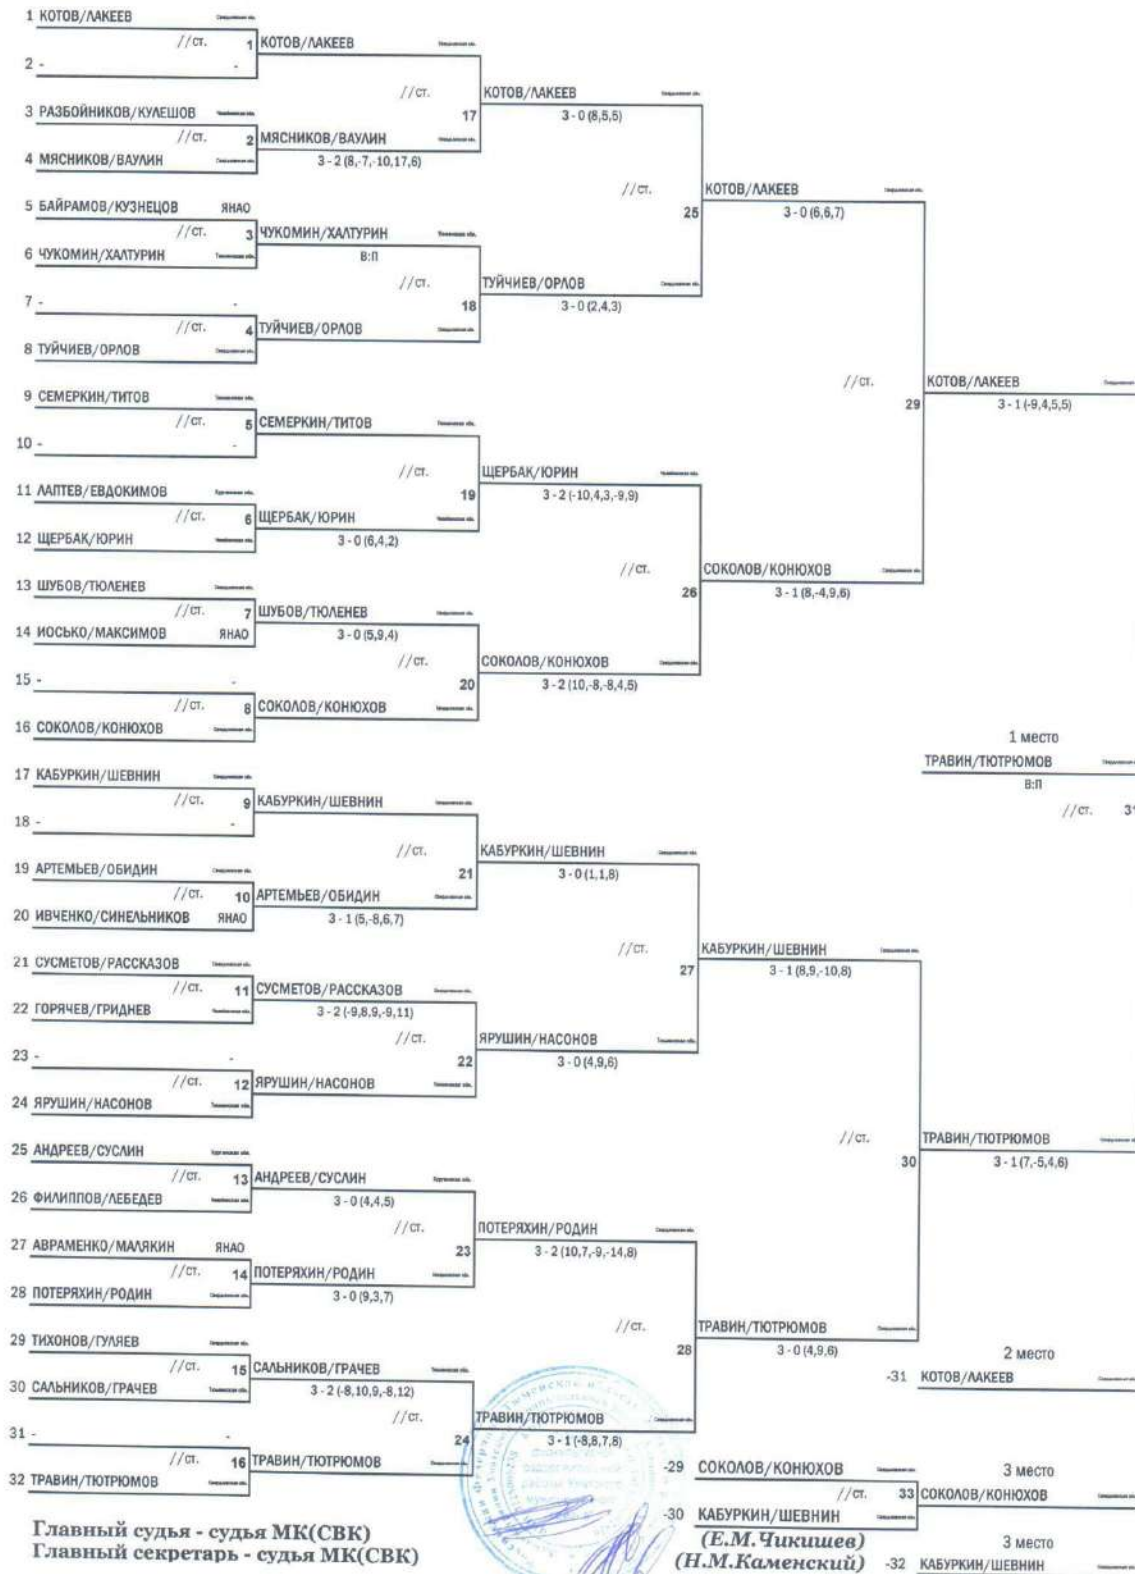 1 КОТОВ/ЛАКЕЕВ
//ст. 1 КОТОВ/ЛАКЕЕВ
2 - -
//ст. 17 КОТОВ/ЛАКЕЕВ
3 - 0 (8,5,5)
3 РАЗБОЙНИКОВ/КУЛЕШОВ
//ст. 2 МЯСНИКОВ/ВАУЛИН
4 МЯСНИКОВ/ВАУЛИН
3 - 2 (8,-7,-10,17,6)
//ст. 25 КОТОВ/ЛАКЕЕВ
3 - 0 (6,6,7)
5 БАЙРАМОВ/КУЗНЕЦОВ ЯНАО
//ст. 3 ЧУКОМИН/ХАЛТУРИН
6 ЧУКОМИН/ХАЛТУРИН
В:П
//ст. 18 ТУЙЧИЕВ/ОРЛОВ
3 - 0 (2,4,3)
7 - -
//ст. 4 ТУЙЧИЕВ/ОРЛОВ
8 ТУЙЧИЕВ/ОРЛОВ
//ст. 29 КОТОВ/ЛАКЕЕВ
3 - 1 (-9,4,5,5)
9 СЕМЕРКИН/ТИТОВ
//ст. 5 СЕМЕРКИН/ТИТОВ
10 - -
//ст. 19 ЩЕРБАК/ЮРИН
3 - 2 (-10,4,3,-9,9)
11 ЛАПТЕВ/ЕВДОКИМОВ
//ст. 6 ЩЕРБАК/ЮРИН
12 ЩЕРБАК/ЮРИН
3 - 0 (6,4,2)
//ст. 26 СОКОЛОВ/КОНЮХОВ
3 - 1 (8,-4,9,6)
13 ШУБОВ/ТЮЛЕНЕВ
//ст. 7 ШУБОВ/ТЮЛЕНЕВ
14 ИОСЬКО/МАКСИМОВ ЯНАО
3 - 0 (5,9,4)
//ст. 20 СОКОЛОВ/КОНЮХОВ
3 - 2 (10,-8,-8,4,5)
15 - -
//ст. 8 СОКОЛОВ/КОНЮХОВ
16 СОКОЛОВ/КОНЮХОВ
1 место
ТРАВИН/ТЮТРЮМОВ
В:П
//ст. 31
17 КАБУРКИН/ШЕВНИН
//ст. 9 КАБУРКИН/ШЕВНИН
18 - -
//ст. 21 КАБУРКИН/ШЕВНИН
3 - 0 (1,1,8)
19 АРТЕМЬЕВ/ОБИДИН
//ст. 10 АРТЕМЬЕВ/ОБИДИН
20 ИВЧЕНКО/СИНЕЛЬНИКОВ ЯНАО
3 - 1 (5,-8,6,7)
//ст. 27 КАБУРКИН/ШЕВНИН
3 - 1 (8,9,-10,8)
21 СУСМЕТОВ/РАССКАЗОВ
//ст. 11 СУСМЕТОВ/РАССКАЗОВ
22 ГОРЯЧЕВ/ГРИДНЕВ
3 - 2 (-9,8,9,-9,11)
//ст. 22 ЯРУШИН/НАСОНОВ
3 - 0 (4,9,6)
23 - -
//ст. 12 ЯРУШИН/НАСОНОВ
24 ЯРУШИН/НАСОНОВ
//ст. 30 ТРАВИН/ТЮТРЮМОВ
3 - 1 (7,-5,4,6)
25 АНДРЕЕВ/СУСЛИН
//ст. 13 АНДРЕЕВ/СУСЛИН
26 ФИЛИППОВ/ЛЕБЕДЕВ
3 - 0 (4,4,5)
//ст. 23 ПОТЕРЯХИН/РОДИН
3 - 2 (10,7,-9,-14,8)
27 АВРАМЕНКО/МАЛЯКИН ЯНАО
//ст. 14 ПОТЕРЯХИН/РОДИН
28 ПОТЕРЯХИН/РОДИН
3 - 0 (9,3,7)
//ст. 28 ТРАВИН/ТЮТРЮМОВ
3 - 0 (4,9,6)
29 ТИХОНОВ/ГУЛЯЕВ
//ст. 15 САЛЬНИКОВ/ГРАЧЕВ
30 САЛЬНИКОВ/ГРАЧЕВ
3 - 2 (-8,10,9,-8,12)
//ст. 24 ТРАВИН/ТЮТРЮМОВ
3 - 1 (-8,8,7,8)
31 - -
//ст. 16 ТРАВИН/ТЮТРЮМОВ
32 ТРАВИН/ТЮТРЮМОВ
2 место
-31 КОТОВ/ЛАКЕЕВ
-29 СОКОЛОВ/КОНЮХОВ
3 место
//ст. 33 СОКОЛОВ/КОНЮХОВ
-30 КАБУРКИН/ШЕВНИН
3 место
-32 КАБУРКИН/ШЕВНИН
Главный судья - судья МК(СВК) (Е.М.Чикишев)
Главный секретарь - судья МК(СВК) (Н.М.Каменский)